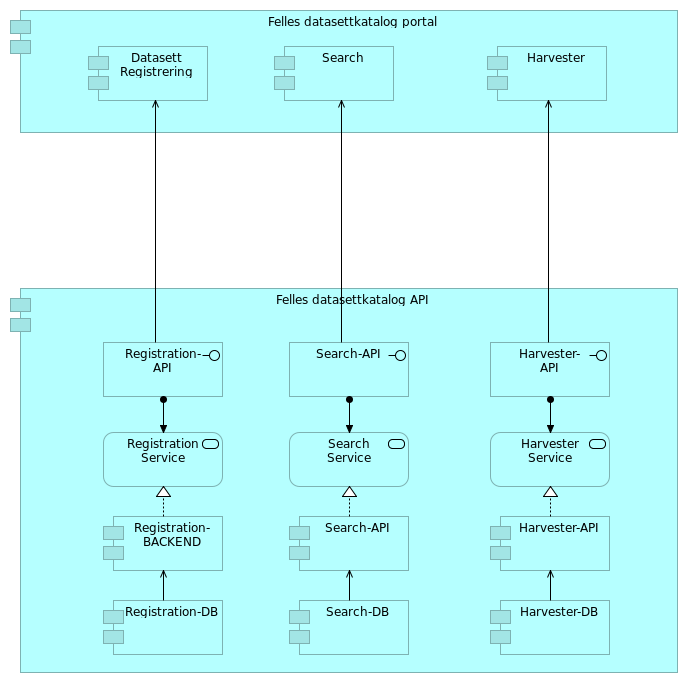 Felles datasettkatalog portal
Datasett
Registrering
Search
Harvester
Felles datasettkatalog API
Registration-
API
Search-API
Harvester-
API
Registration
Service
Search
Service
Harvester
Service
Registration-
BACKEND
Search-API
Harvester-API
Registration-DB
Search-DB
Harvester-DB